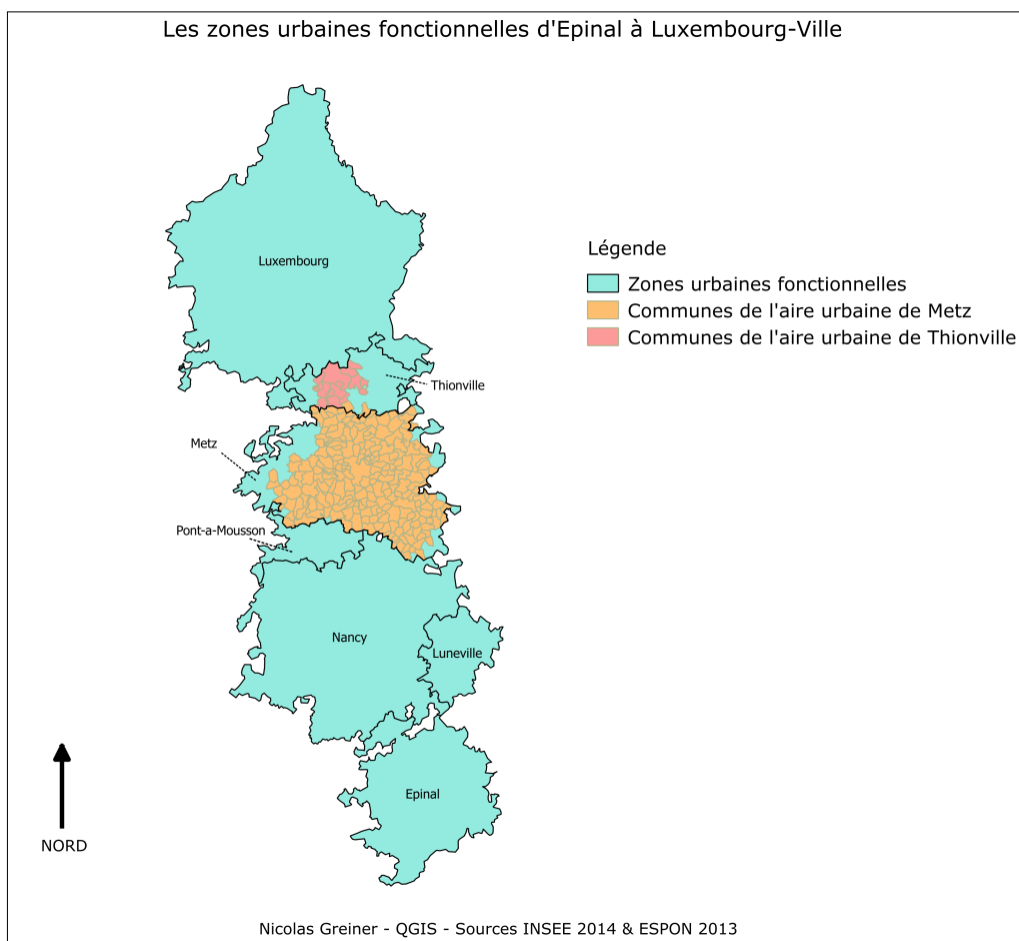 Les zones urbaines fonctionnelles d'Epinal à Luxembourg-Ville
Luxembourg
Légende
Zones urbaines fonctionnelles
Communes de l'aire urbaine de Metz
Communes de l'aire urbaine de Thionville
Thionville
Metz
Pont-a-Mousson
Nancy
Luneville
Epinal
NORD
Nicolas Greiner - QGIS - Sources INSEE 2014 & ESPON 2013